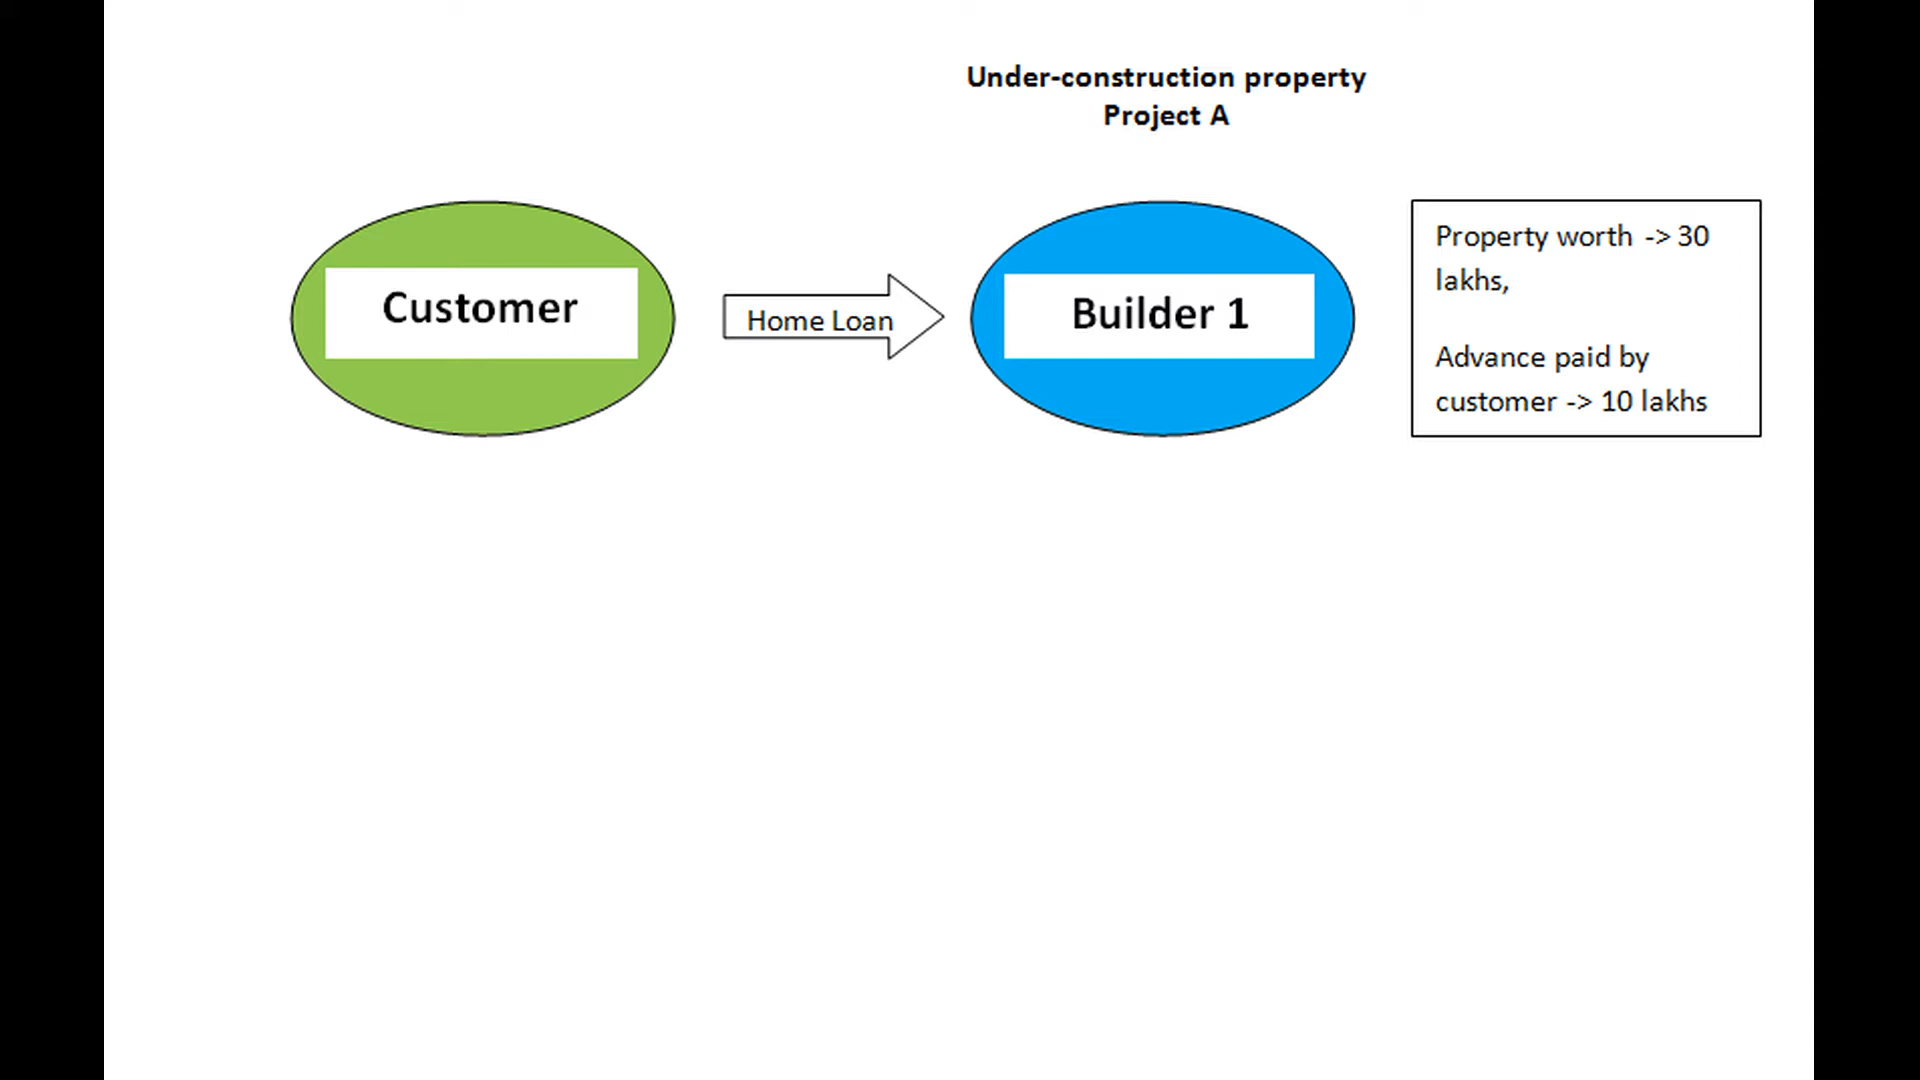 Under-construction property
Project A
Customer
Home Loan
Builder 1
Property worth -> 30
lakhs,
Advance paid by
customer -> 10 lakhs